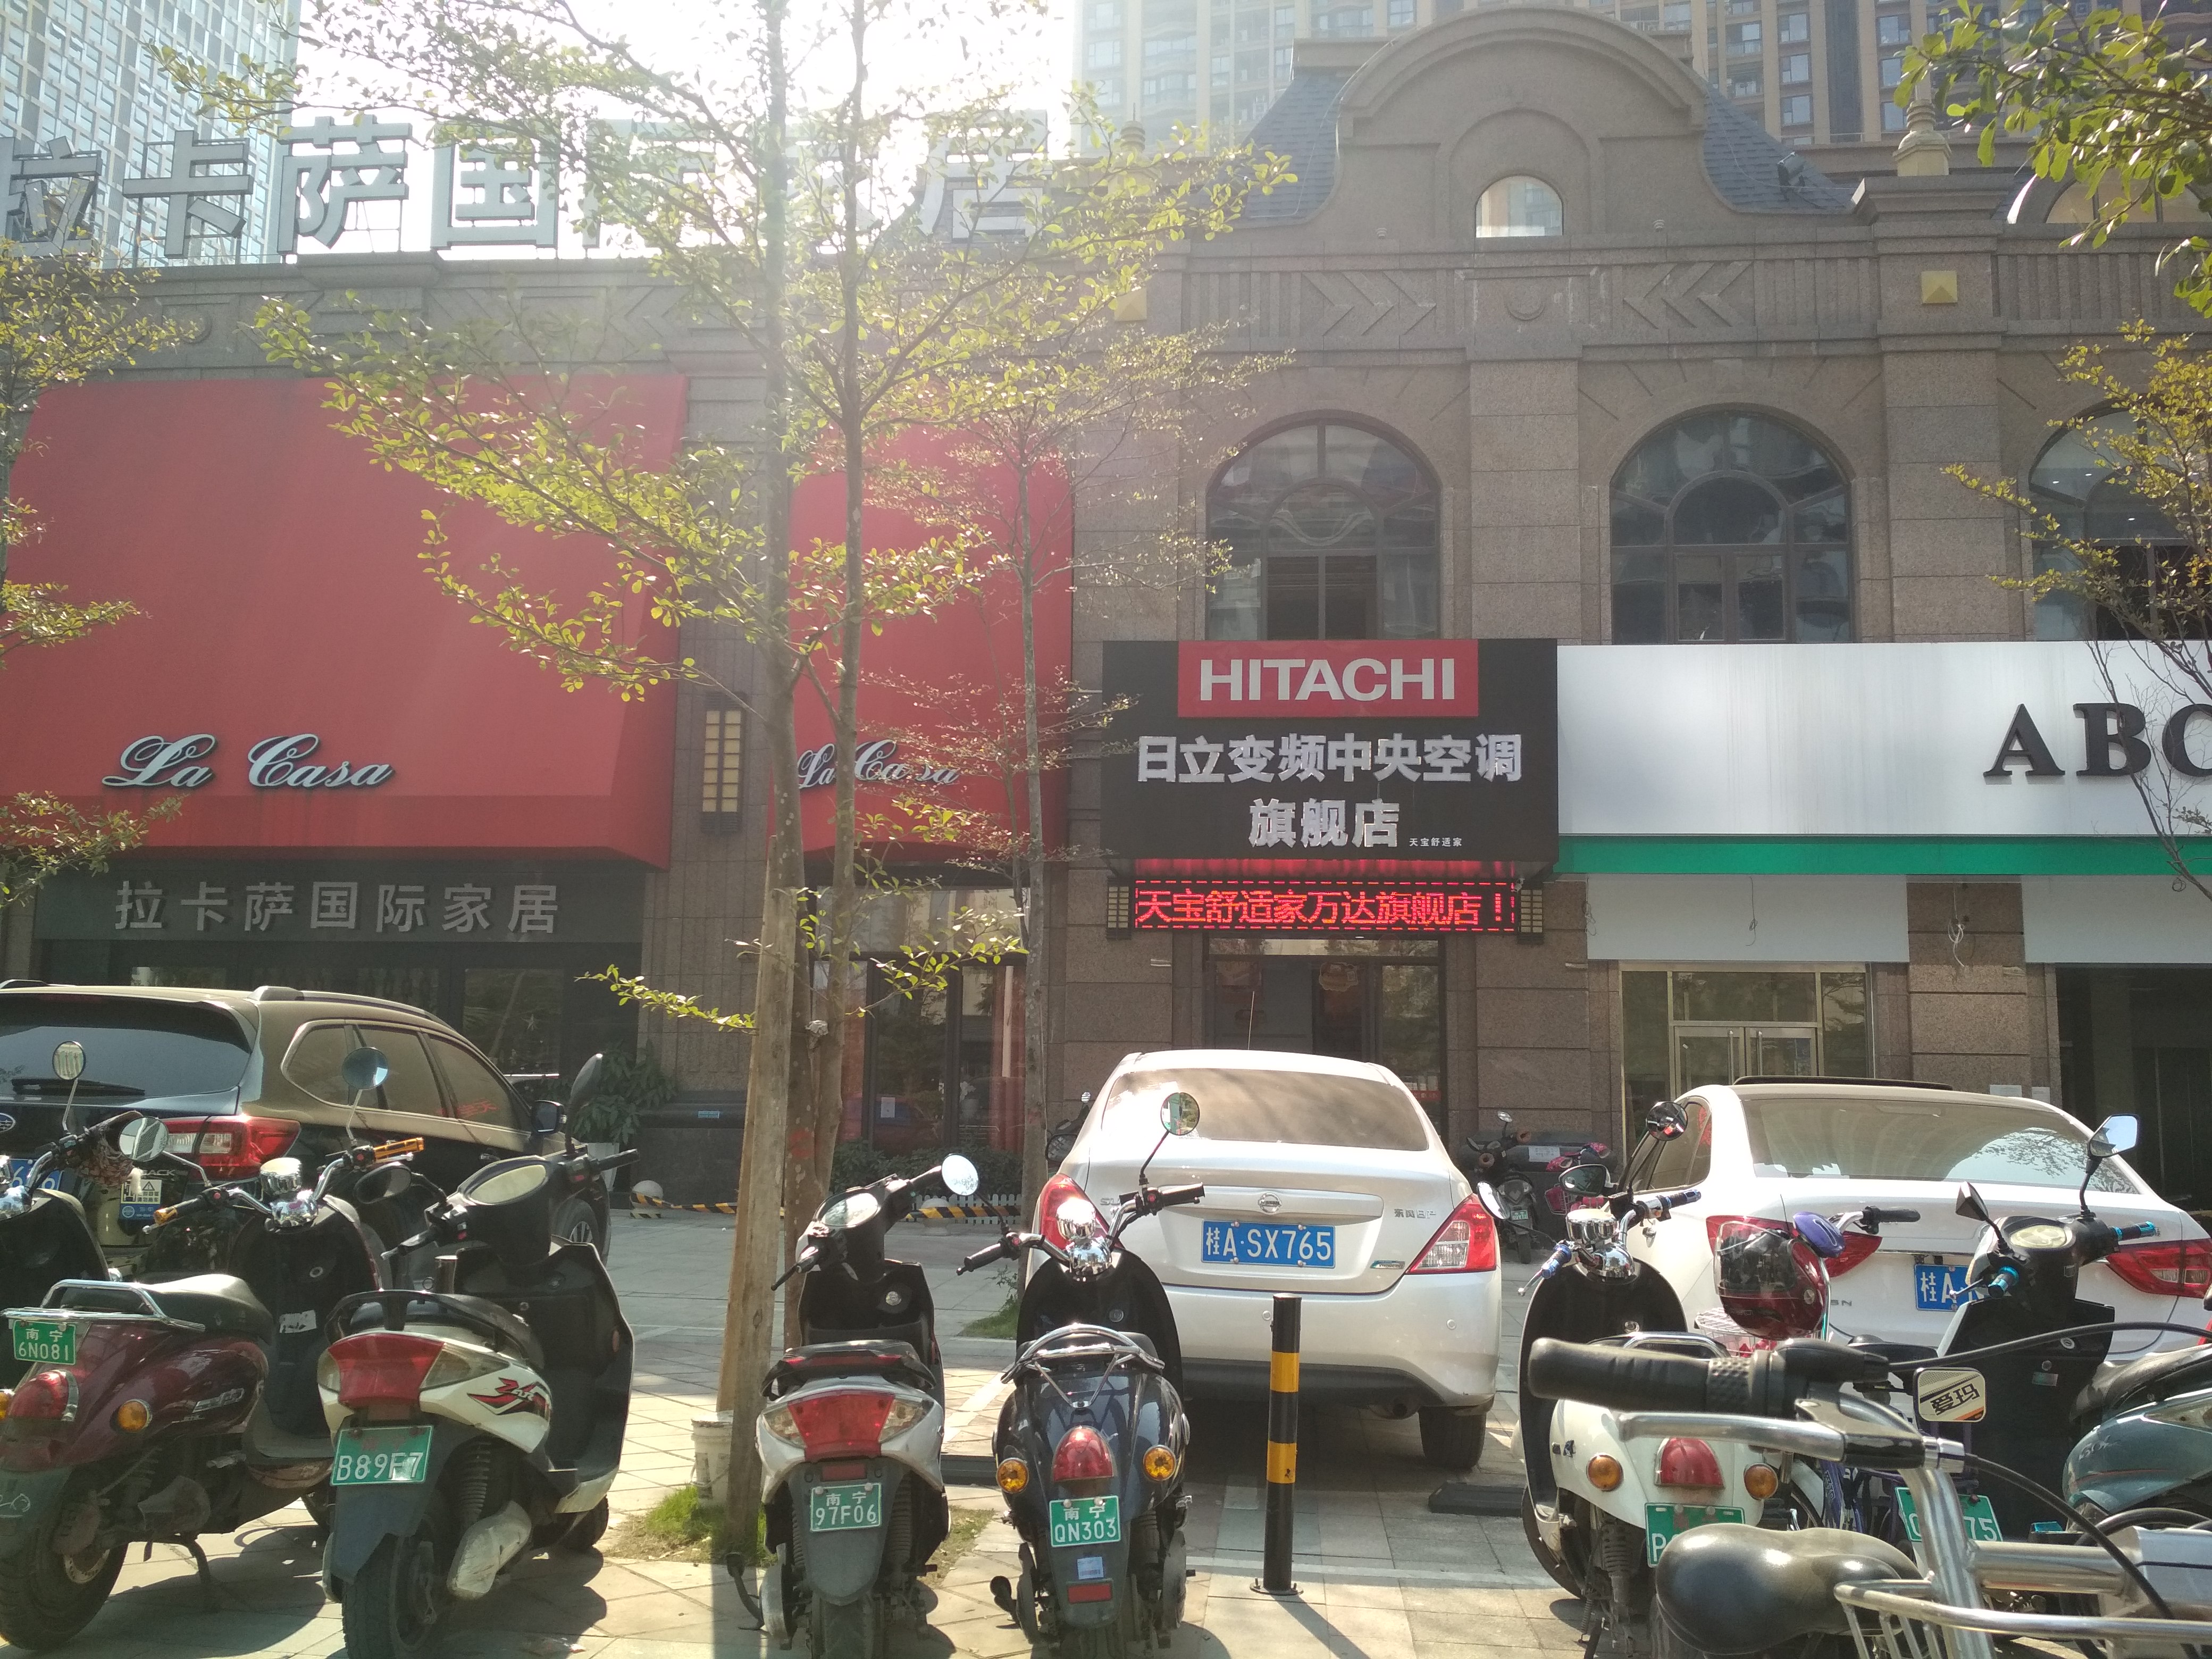 拉卡萨国 居
HITACHI
日立变频中央空调
旗舰店 天宝舒适家
La Casa
La Casa
ABC
拉卡萨国际家居
天宝舒适家万达旗舰店！
桂A·SX765
桂A
南宁
6N081
B89F7
南宁
97F06
南宁
QN303
爱玛